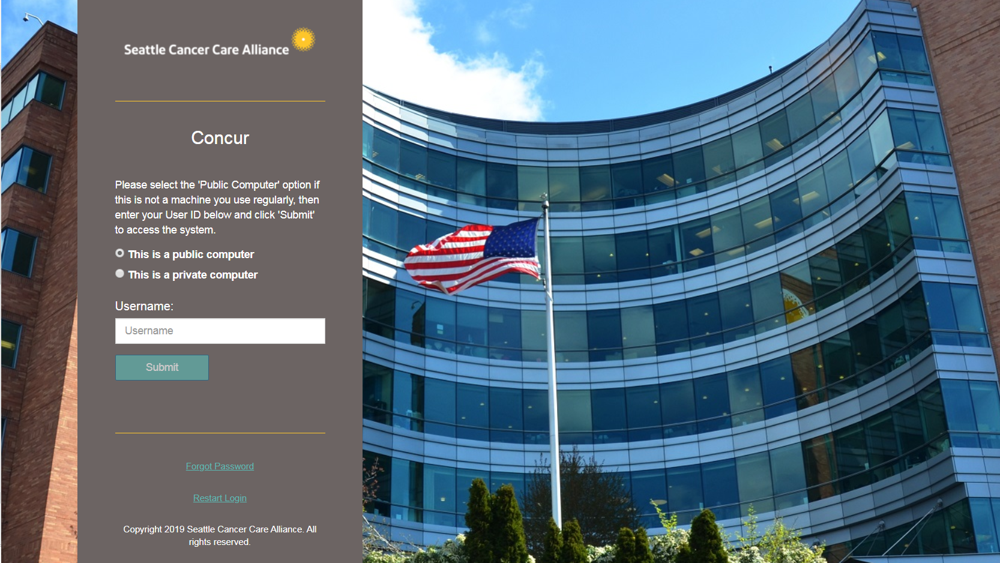 Seattle Cancer Care Alliance
Concur
Please select the 'Public Computer' option if
this is not a machine you use regularly, then
enter your User ID below and click 'Submit'
to access the system.
This is a public computer
This is a private computer
Username:
Username
Submit
Forgot Password
Restart Login
Copyright 2019 Seattle Cancer Care Alliance. All
rights reserved.